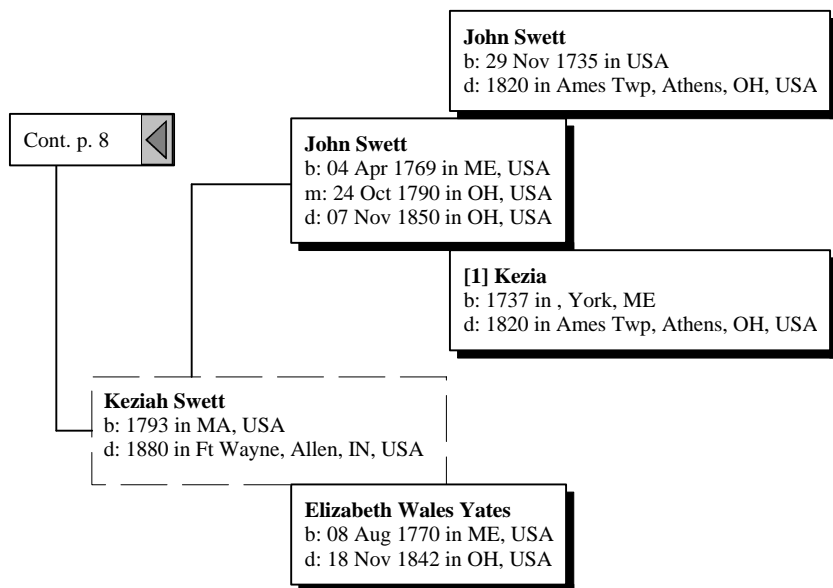 John Swett
b: 29 Nov 1735 in USA
d: 1820 in Ames Twp, Athens, OH, USA
Cont. p. 8
John Swett
b: 04 Apr 1769 in ME, USA
m: 24 Oct 1790 in OH, USA
d: 07 Nov 1850 in OH, USA
[1] Kezia
b: 1737 in , York, ME
d: 1820 in Ames Twp, Athens, OH, USA
Keziah Swett
b: 1793 in MA, USA
d: 1880 in Ft Wayne, Allen, IN, USA
Elizabeth Wales Yates
b: 08 Aug 1770 in ME, USA
d: 18 Nov 1842 in OH, USA